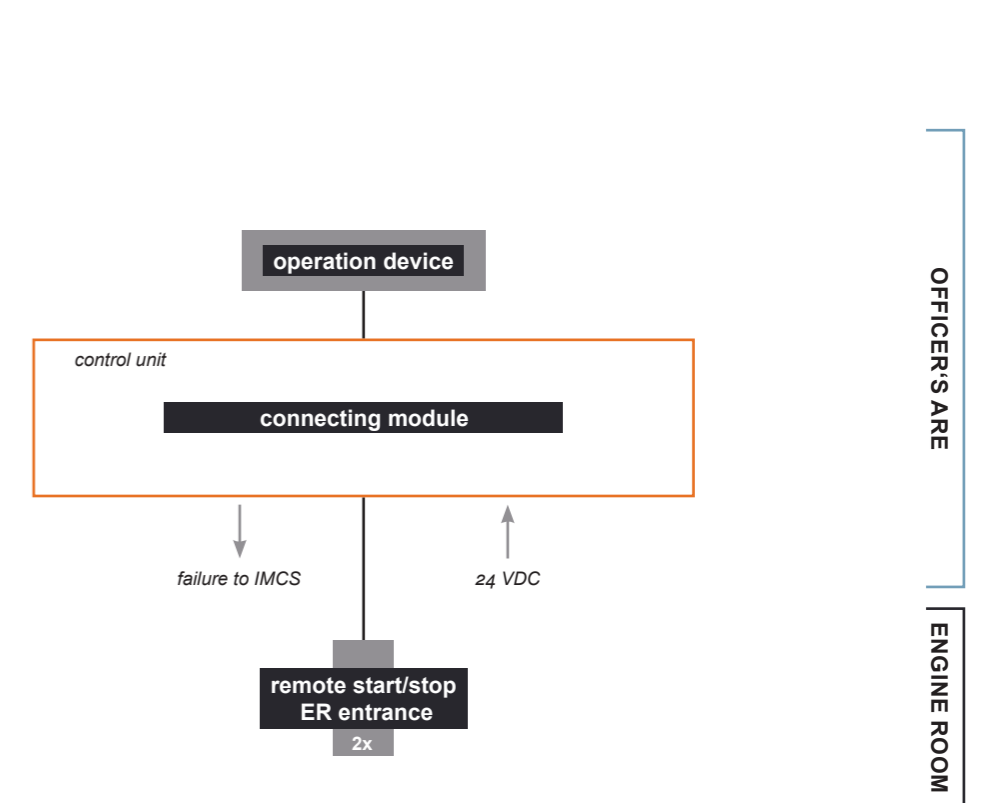 operation device
control unit
connecting module
failure to IMCS
24 VDC
remote start/stop
ER entrance
2x
OFFICER‘S ARE
ENGINE ROOM